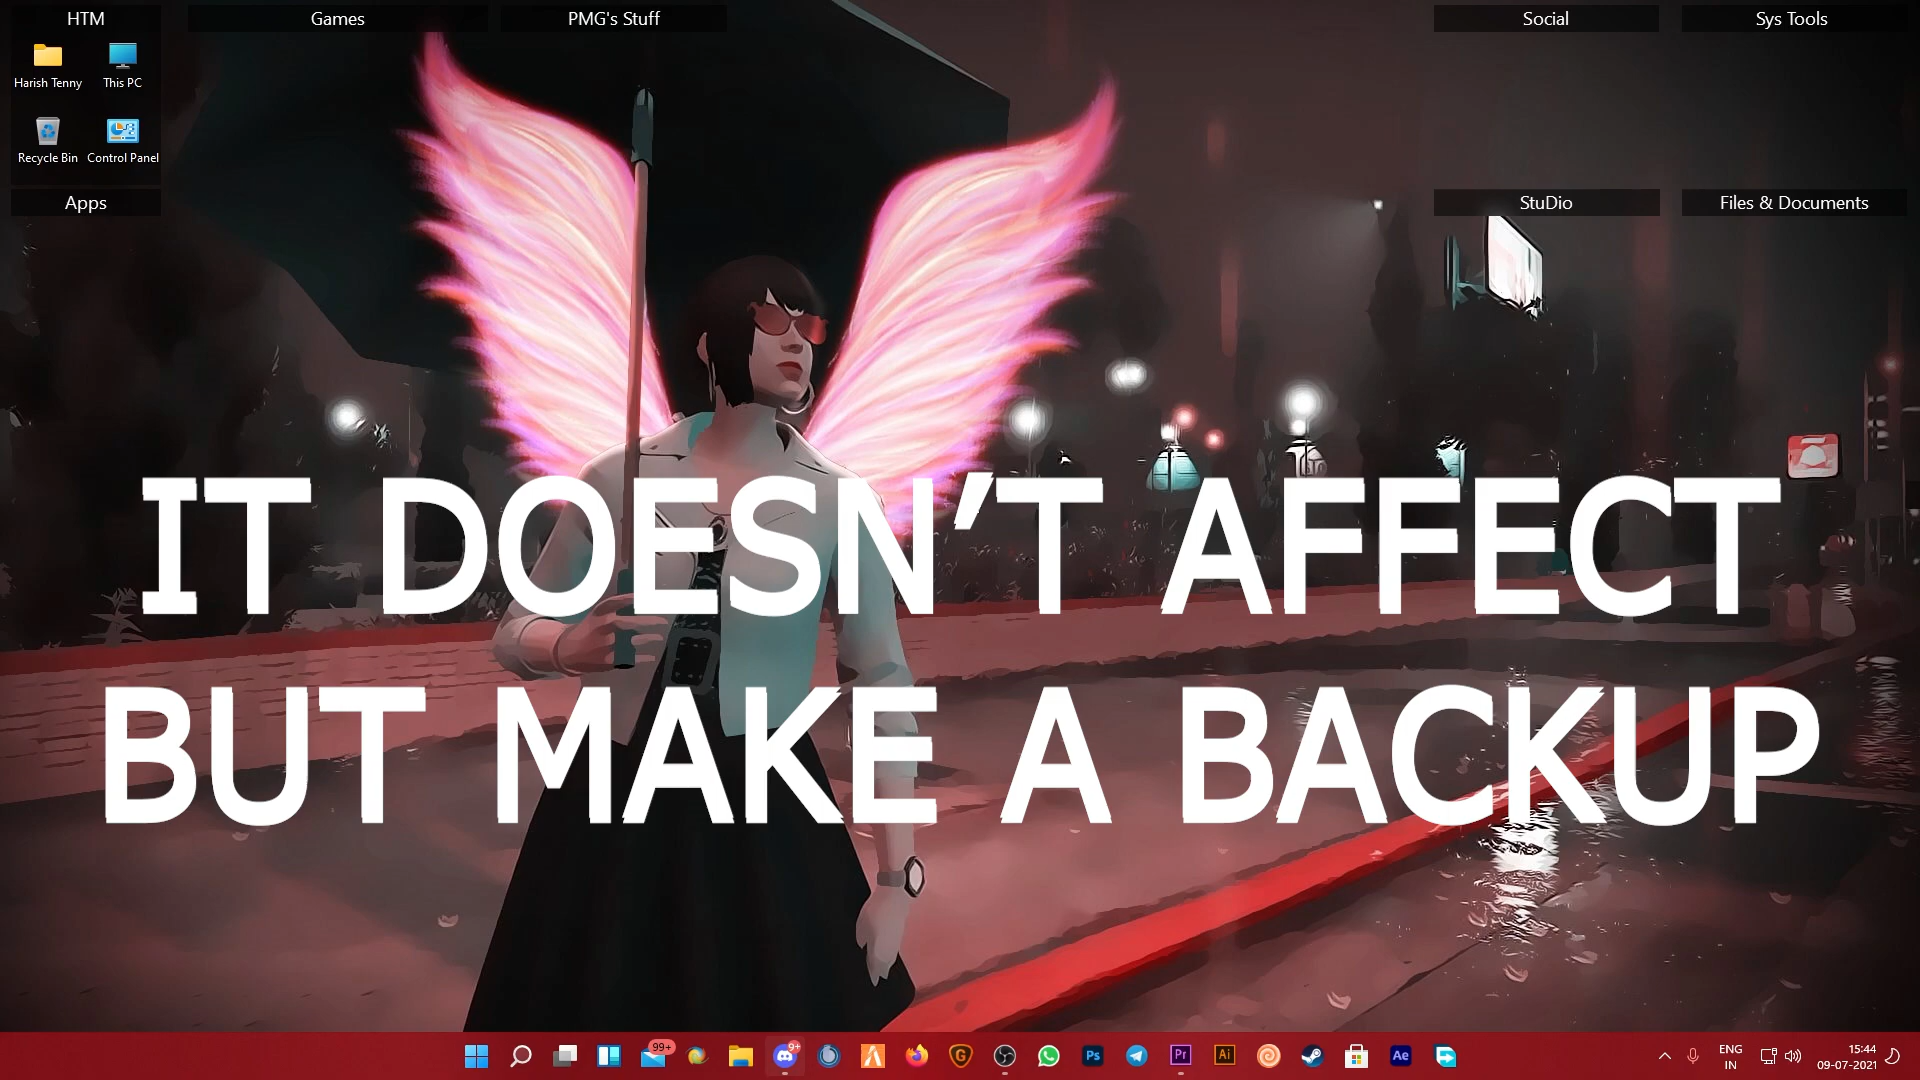 HTM
Games
PMG's Stuff
Social
Sys Tools
Harish Tenny
This PC
Recycle Bin
Control Panel
Apps
StuDio
Files & Documents
IT DOESN'T AFFECT
BUT MAKE A BACKUP
99+
9+
G
Ps
Pr
Ai
Ae
ENG
IN
15:44
09-07-2021